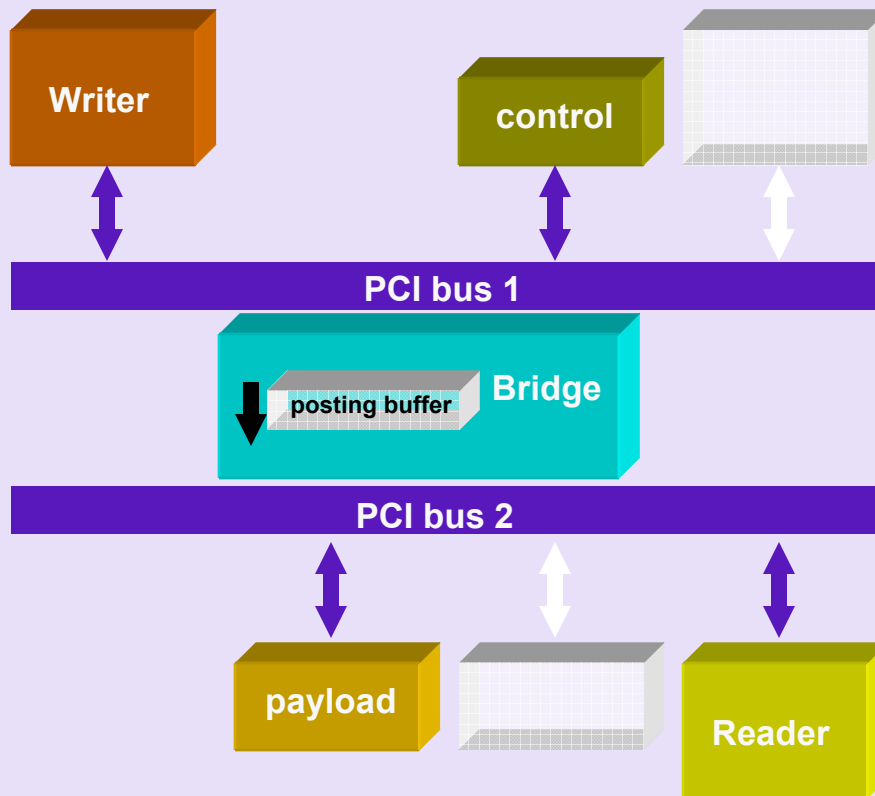 Writer
control
PCI bus 1
Bridge
posting buffer
PCI bus 2
payload
Reader